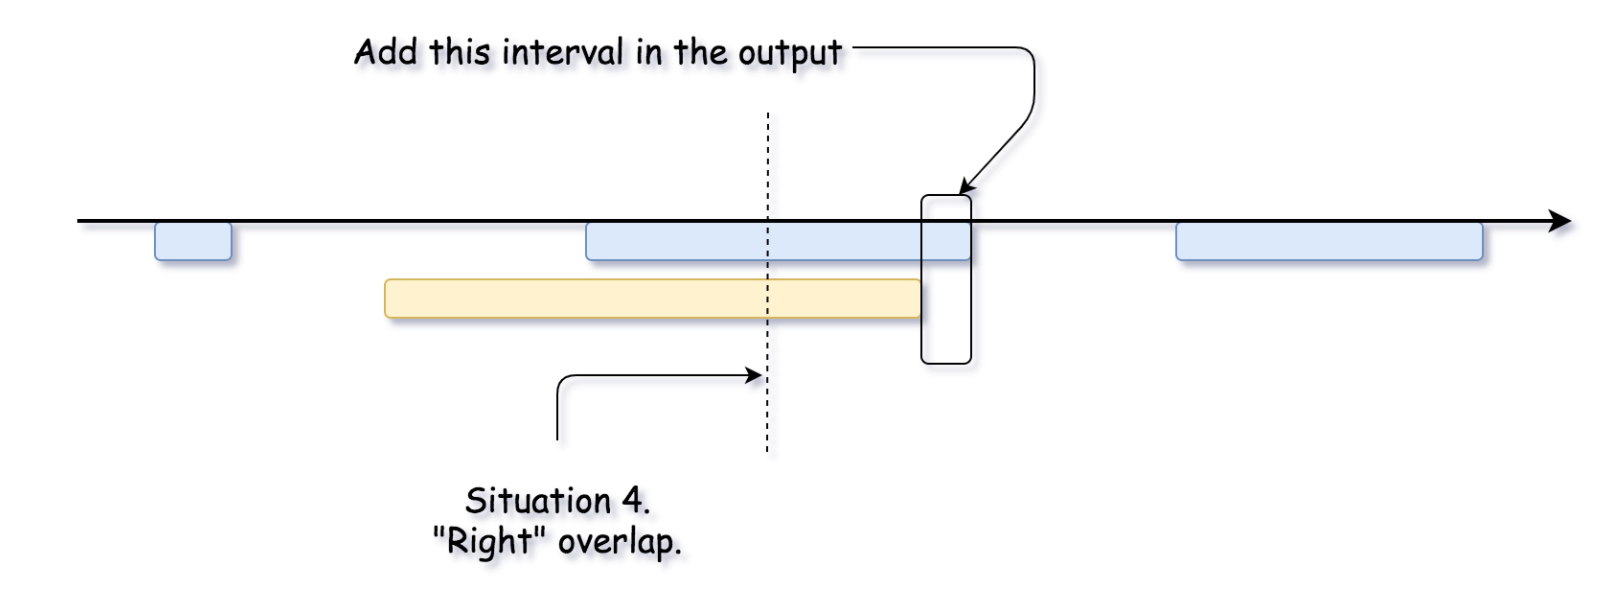 Add this interval in the output
Situation 4.
"Right" overlap.